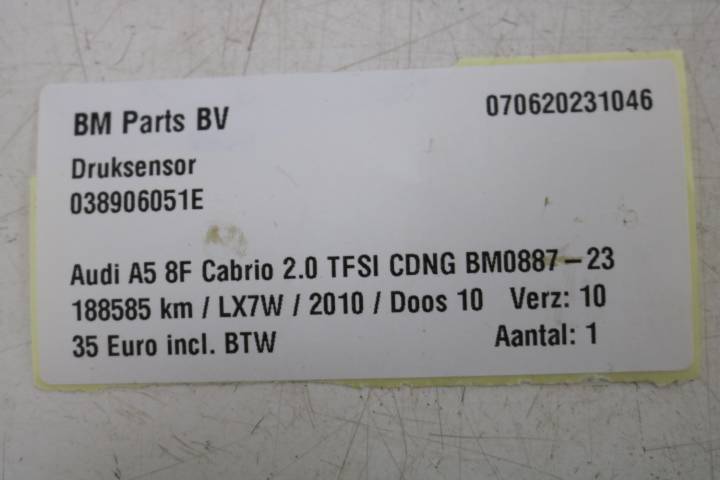 BM Parts BV 070620231046
Druksensor
038906051E
Audi A5 8F Cabrio 2.0 TFSI CDNG BM0887-23
188585 km / LX7W / 2010 / Doos 10 Verz: 10
35 Euro incl. BTW Aantal: 1